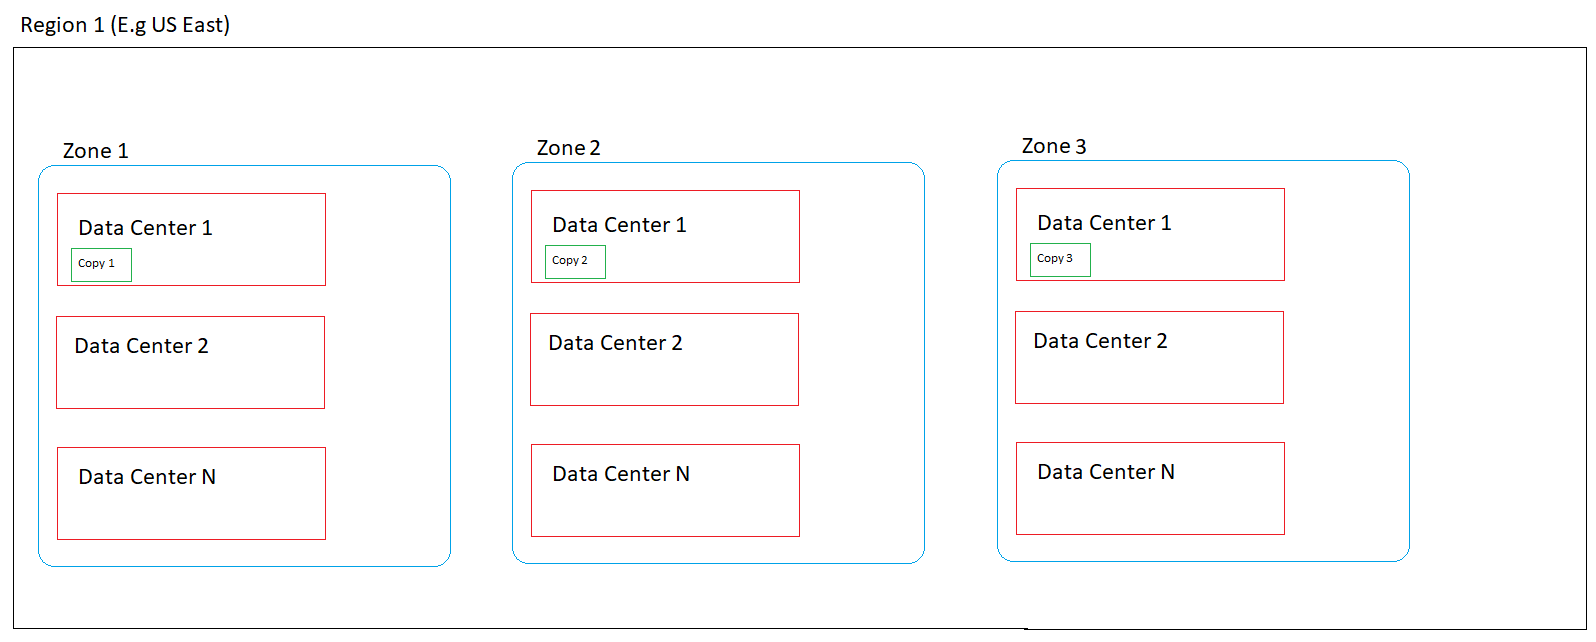 Region 1 (E.g US East)
Zone 1
Data Center 1
Copy 1
Data Center 2
Data Center N
Zone 2
Data Center 1
Copy 2
Data Center 2
Data Center N
Zone 3
Data Center 1
Copy 3
Data Center 2
Data Center N